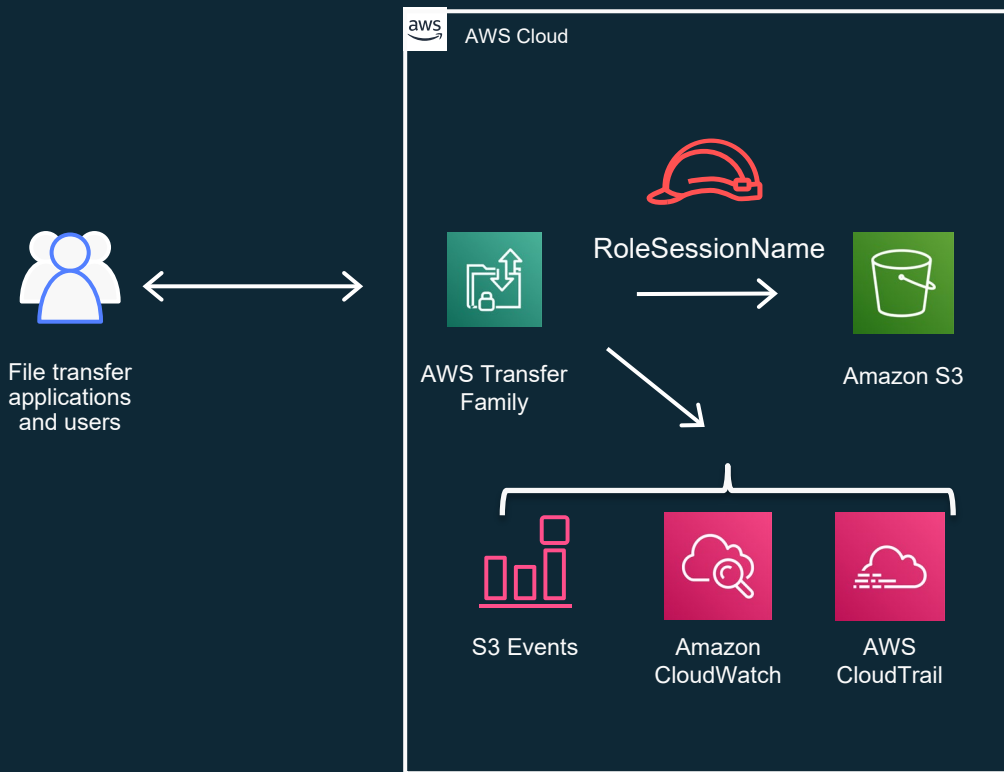 aws
AWS Cloud
RoleSessionName
File transfer
applications
and users
AWS Transfer
Family
Amazon S3
S3 Events
Amazon
CloudWatch
AWS
CloudTrail